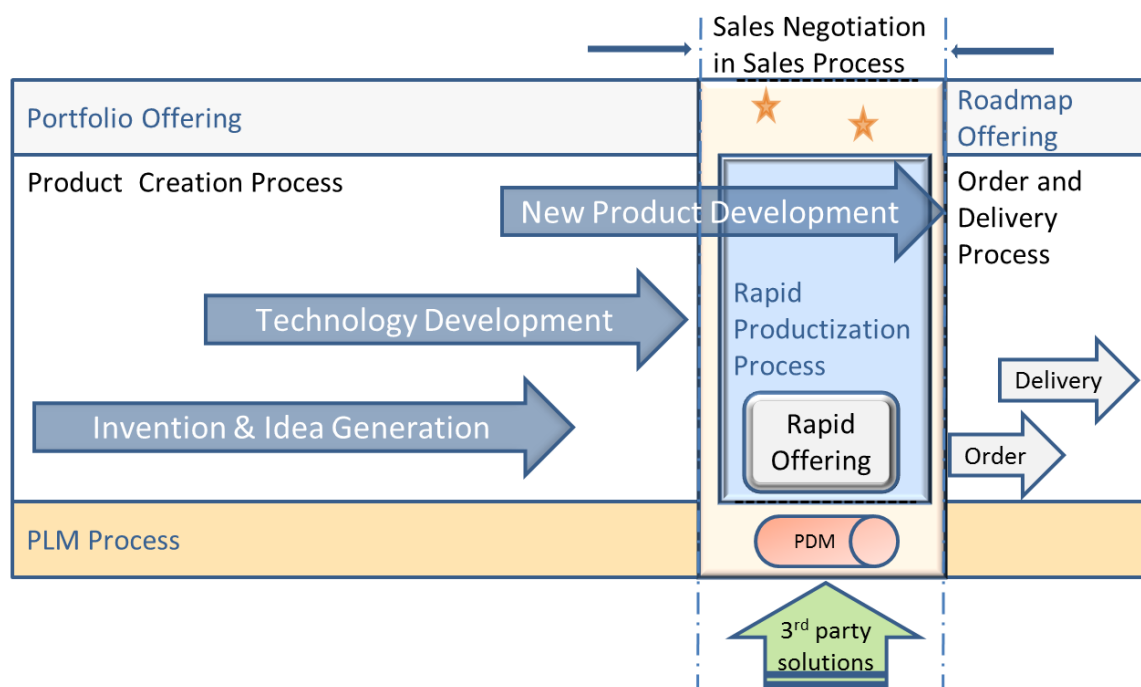 Sales Negotiation
in Sales Process
Portfolio Offering
Roadmap
Offering
Product Creation Process
New Product Development
Order and
Delivery
Process
Technology Development
Rapid
Productization
Process
Delivery
Invention & Idea Generation
Rapid
Offering
Order
PLM Process
PDM
3rd party
solutions